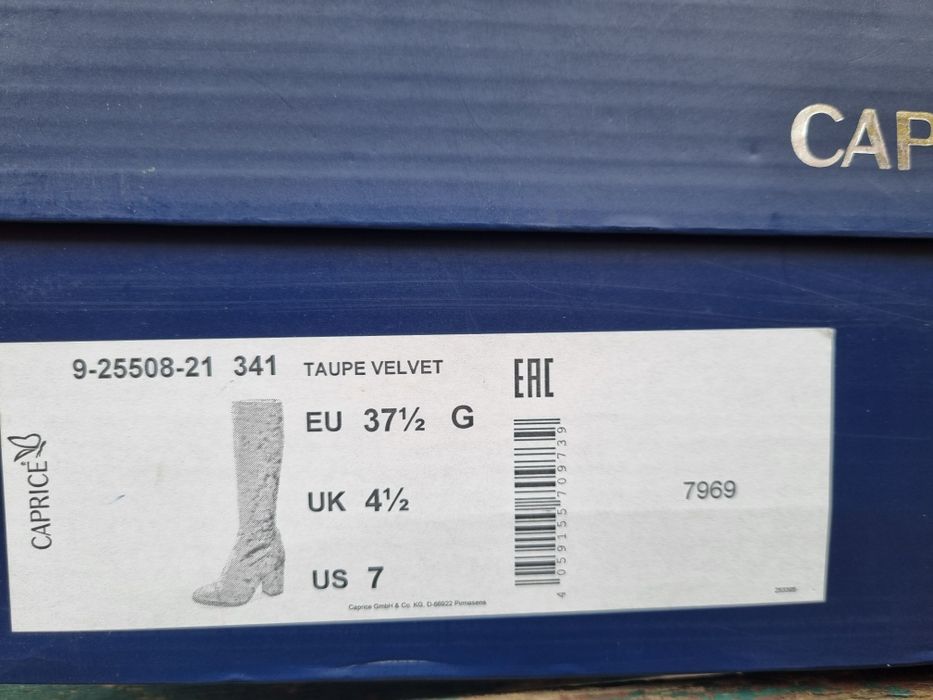 CAP
9-25508-21 341 TAUPE VELVET
EAC
CAPRICE
EU 37½ G
UK 4½
US 7
4059155709739
7969
Caprice GmbH & Co. KG, D-66922 Pirmasens